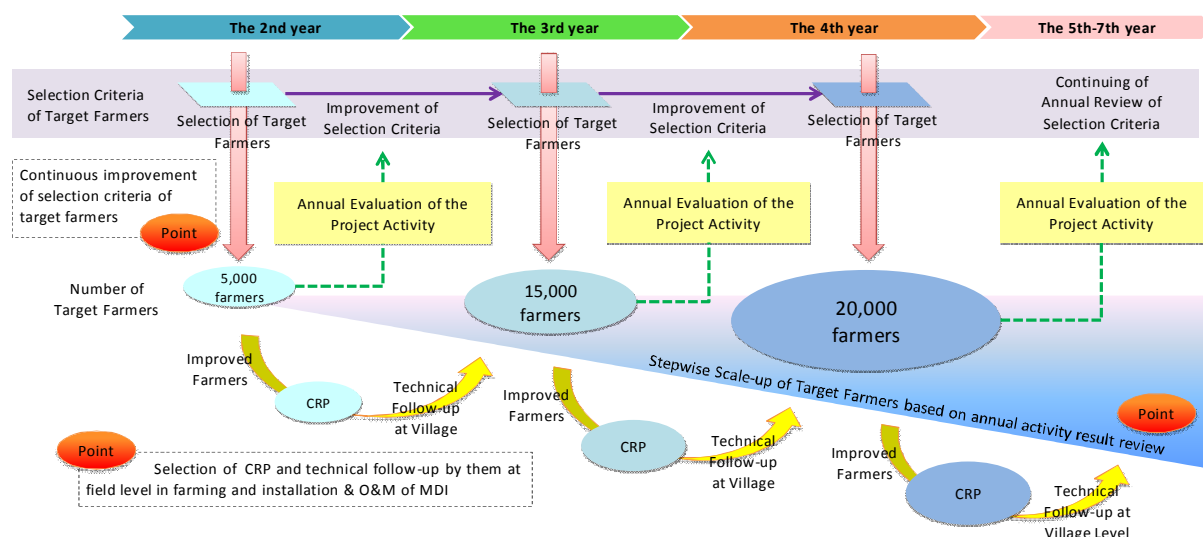 The 2nd year
The 3rd year
The 4th year
The 5th-7th year
Selection Criteria
of Target Farmers
Selection of Target
Farmers
Improvement of
Selection Criteria
Selection of Target
Farmers
Improvement of
Selection Criteria
Selection of Target
Farmers
Continuing of
Annual Review of
Selection Criteria
Continuous improvement
of selection criteria of
target farmers
Point
Annual Evaluation of the
Project Activity
Annual Evaluation of the
Project Activity
Annual Evaluation of the
Project Activity
Number of
Target Farmers
5,000
farmers
15,000
farmers
20,000
farmers
Improved
Farmers
CRP
Technical
Follow-up
at Village
Improved
Farmers
CRP
Technical
Follow-up
at Village
Stepwise Scale-up of Target Farmers based on annual activity result review
Point
Improved
Farmers
CRP
Technical
Follow-up at
Village Level
Point
Selection of CRP and technical follow-up by them at
field level in farming and installation & O&M of MDI